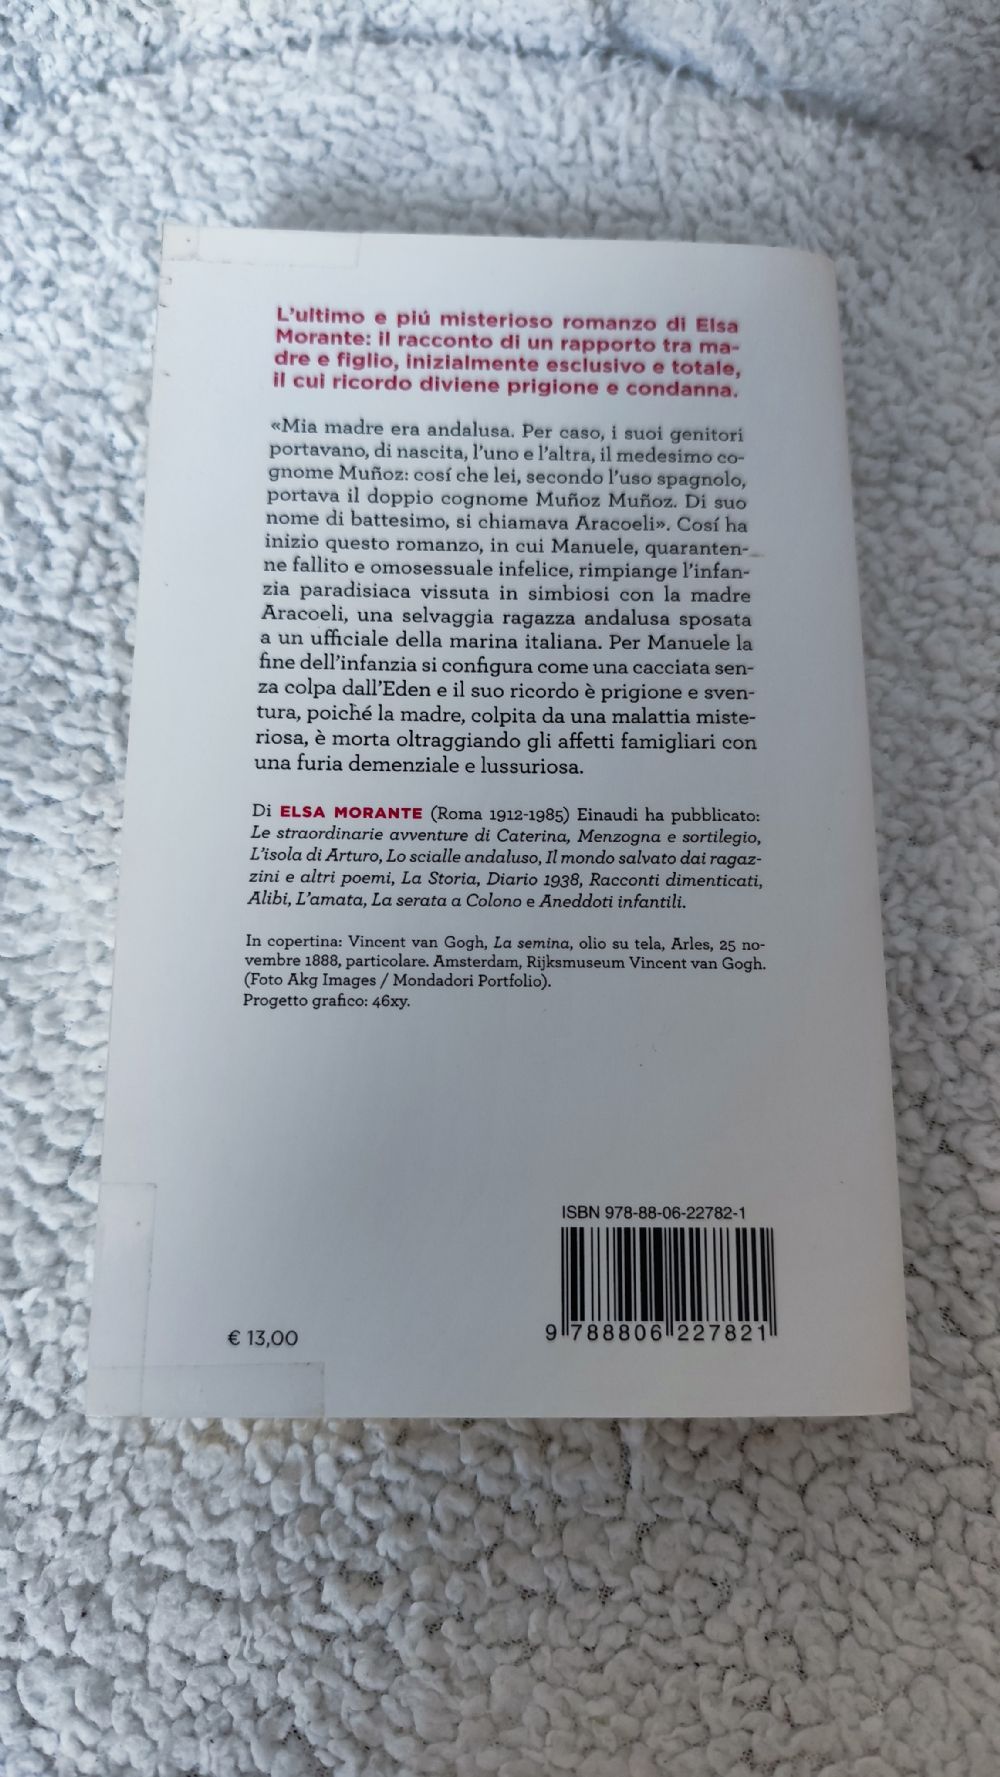 L'ultimo e piú misterioso romanzo di Elsa
Morante: il racconto di un rapporto tra ma-
dre e figlio, inizialmente esclusivo e totale,
il cui ricordo diviene prigione e condanna.
«Mia madre era andalusa. Per caso, i suoi genitori
portavano, di nascita, l'uno e l'altra, il medesimo co-
gnome Muñoz: cosí che lei, secondo l'uso spagnolo,
portava il doppio cognome Muñoz Muñoz. Di suo
nome di battesimo, si chiamava Aracoeli». Cosí ha
inizio questo romanzo, in cui Manuele, quaranten-
ne fallito e omosessuale infelice, rimpiange l'infan-
zia paradisiaca vissuta in simbiosi con la madre
Aracoeli, una selvaggia ragazza andalusa sposata
a un ufficiale della marina italiana. Per Manuele la
fine dell'infanzia si configura come una cacciata sen-
za colpa dall'Eden e il suo ricordo è prigione e sven-
tura, poiché la madre, colpita da una malattia miste-
riosa, è morta oltraggiando gli affetti famigliari con
una furia demenziale e lussuriosa.
Di ELSA MORANTE (Roma 1912-1985) Einaudi ha pubblicato:
Le straordinarie avventure di Caterina, Menzogna e sortilegio,
L'isola di Arturo, Lo scialle andaluso, Il mondo salvato dai ragaz-
zini e altri poemi, La Storia, Diario 1938, Racconti dimenticati,
Alibi, L'amata, La serata a Colono e Aneddoti infantili.
In copertina: Vincent van Gogh, La semina, olio su tela, Arles, 25 no-
vembre 1888, particolare. Amsterdam, Rijksmuseum Vincent van Gogh.
(Foto Akg Images / Mondadori Portfolio).
Progetto grafico: 46xy.
ISBN 978-88-06-22782-1
9 788806 227821
€ 13,00